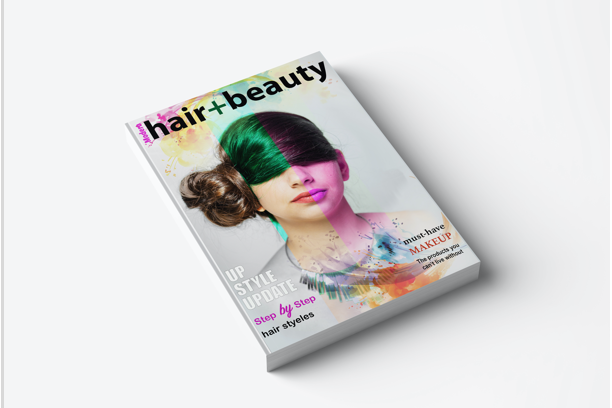 Modern
hair+beauty
must-have
MAKEUP
The products you
can't live without
UP
STYLE
UPDATE
Step by Step
hair styeles